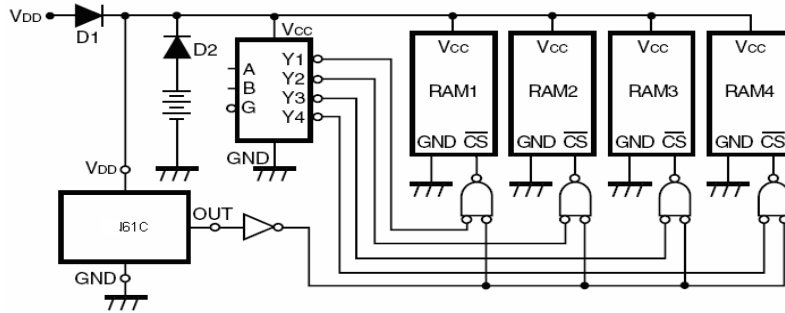 VDD
D1
D2
VCC
A
B
G
Y1
Y2
Y3
Y4
GND
VCC
RAM1
GND CS
VCC
RAM2
GND CS
VCC
RAM3
GND CS
VCC
RAM4
GND CS
VDD
OUT
GND